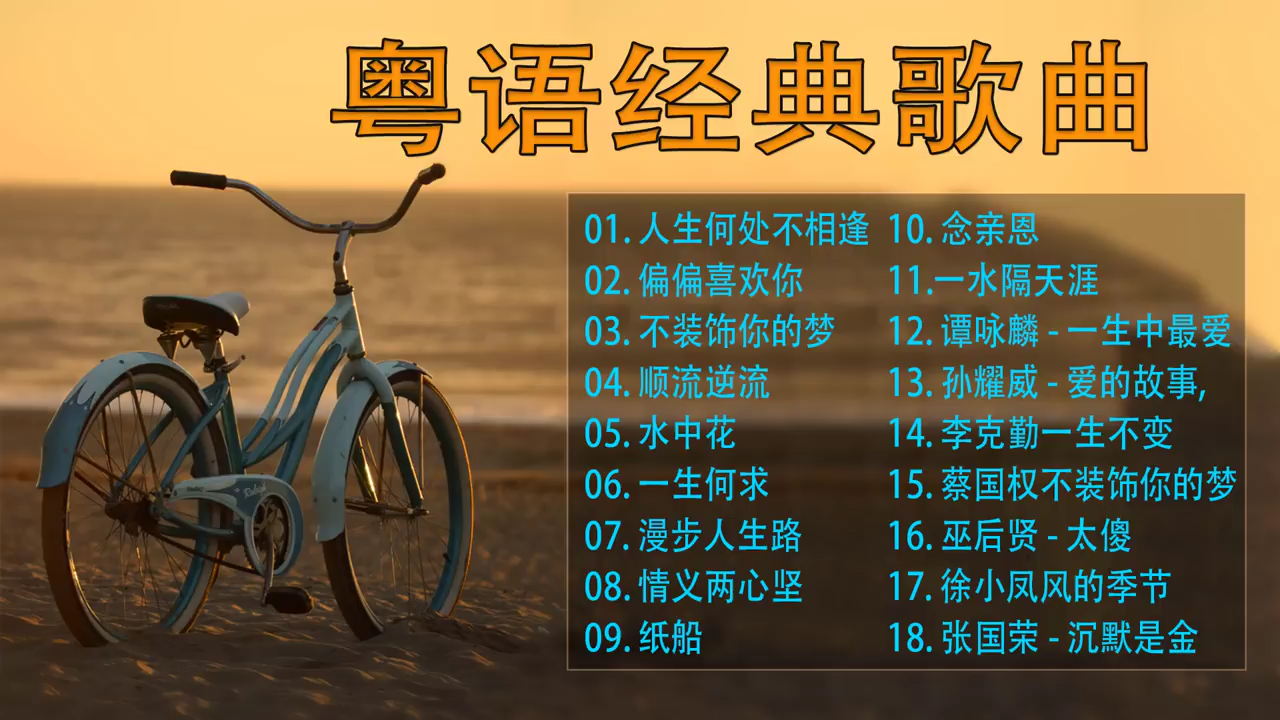 粤语经典歌曲
01. 人生何处不相逢
02. 偏偏喜欢你
03. 不装饰你的梦
04. 顺流逆流
05. 水中花
06. 一生何求
07. 漫步人生路
08. 情义两心坚
09. 纸船
10. 念亲恩
11.一水隔天涯
12. 谭咏麟 - 一生中最爱
13. 孙耀威 - 爱的故事,
14. 李克勤一生不变
15. 蔡国权不装饰你的梦
16. 巫后贤 - 太傻
17. 徐小凤风的季节
18. 张国荣 - 沉默是金